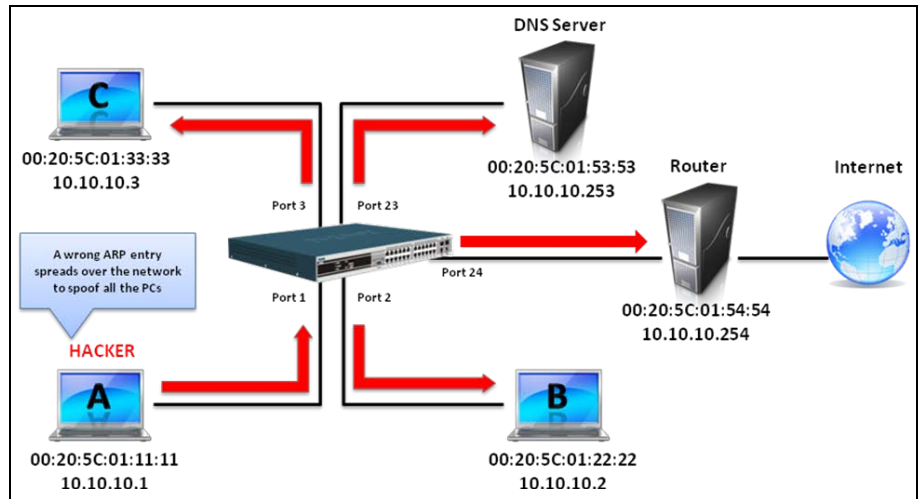 DNS Server
C
00:20:5C:01:33:33
10.10.10.3
00:20:5C:01:53:53
10.10.10.253
Router
Internet
Port 3
Port 23
A wrong ARP entry
spreads over the network
to spoof all the PCs
Port 1
Port 2
Port 24
00:20:5C:01:54:54
10.10.10.254
HACKER
A
00:20:5C:01:11:11
10.10.10.1
B
00:20:5C:01:22:22
10.10.10.2